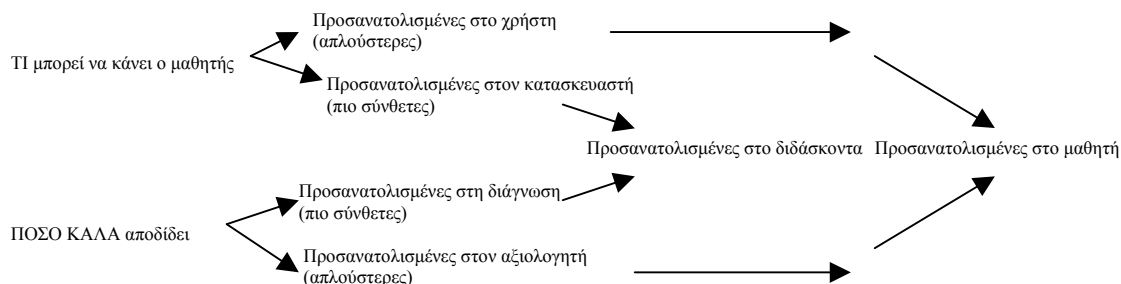 Προσανατολισμένες στο χρήστη
(απλούστερες)
ΤΙ μπορεί να κάνει ο μαθητής
Προσανατολισμένες στον κατασκευαστή
(πιο σύνθετες)
Προσανατολισμένες στο διδάσκοντα
Προσανατολισμένες στο μαθητή
Προσανατολισμένες στη διάγνωση
(πιο σύνθετες)
ΠΟΣΟ ΚΑΛΑ αποδίδει
Προσανατολισμένες στον αξιολογητή
(απλούστερες)